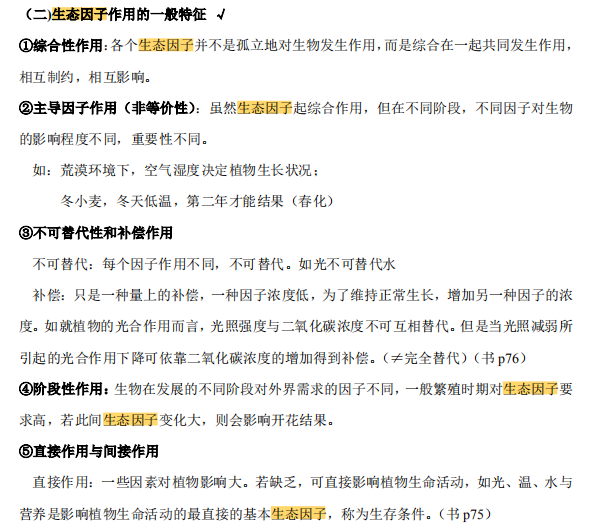 （二)生态因子作用的一般特征 √
①综合性作用：各个生态因子并不是孤立地对生物发生作用，而是综合在一起共同发生作用，
相互制约，相互影响。
②主导因子作用（非等价性）：虽然生态因子起综合作用，但在不同阶段，不同因子对生物
的影响程度不同，重要性不同。
如：荒漠环境下，空气湿度决定植物生长状况；
冬小麦，冬天低温，第二年才能结果（春化）
③不可替代性和补偿作用
不可替代：每个因子作用不同，不可替代。如光不可替代水
补偿：只是一种量上的补偿，一种因子浓度低，为了维持正常生长，增加另一种因子的浓
度。如就植物的光合作用而言，光照强度与二氧化碳浓度不可互相替代。但是当光照减弱所
引起的光合作用下降可依靠二氧化碳浓度的增加得到补偿。（≠完全替代）（书 p76）
④阶段性作用：生物在发展的不同阶段对外界需求的因子不同，一般繁殖时期对生态因子要
求高，若此间生态因子变化大，则会影响开花结果。
⑤直接作用与间接作用
直接作用：一些因素对植物影响大。若缺乏，可直接影响植物生命活动，如光、温、水与
营养是影响植物生命活动的最直接的基本生态因子，称为生存条件。（书 p75）